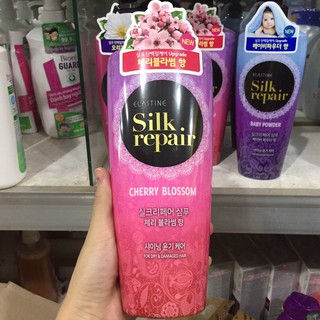 체리블라썸 향
NEW
ELASTINE
Silk
repair
CHERRY BLOSSOM
실크리페어 샴푸
체리 블라썸 향
샤이닝 윤기 케어
FOR DRY & DAMAGED HAIR
NEW
베이비파우더 향
Silk
repair
BABY POWDER
Bioré
GUARD